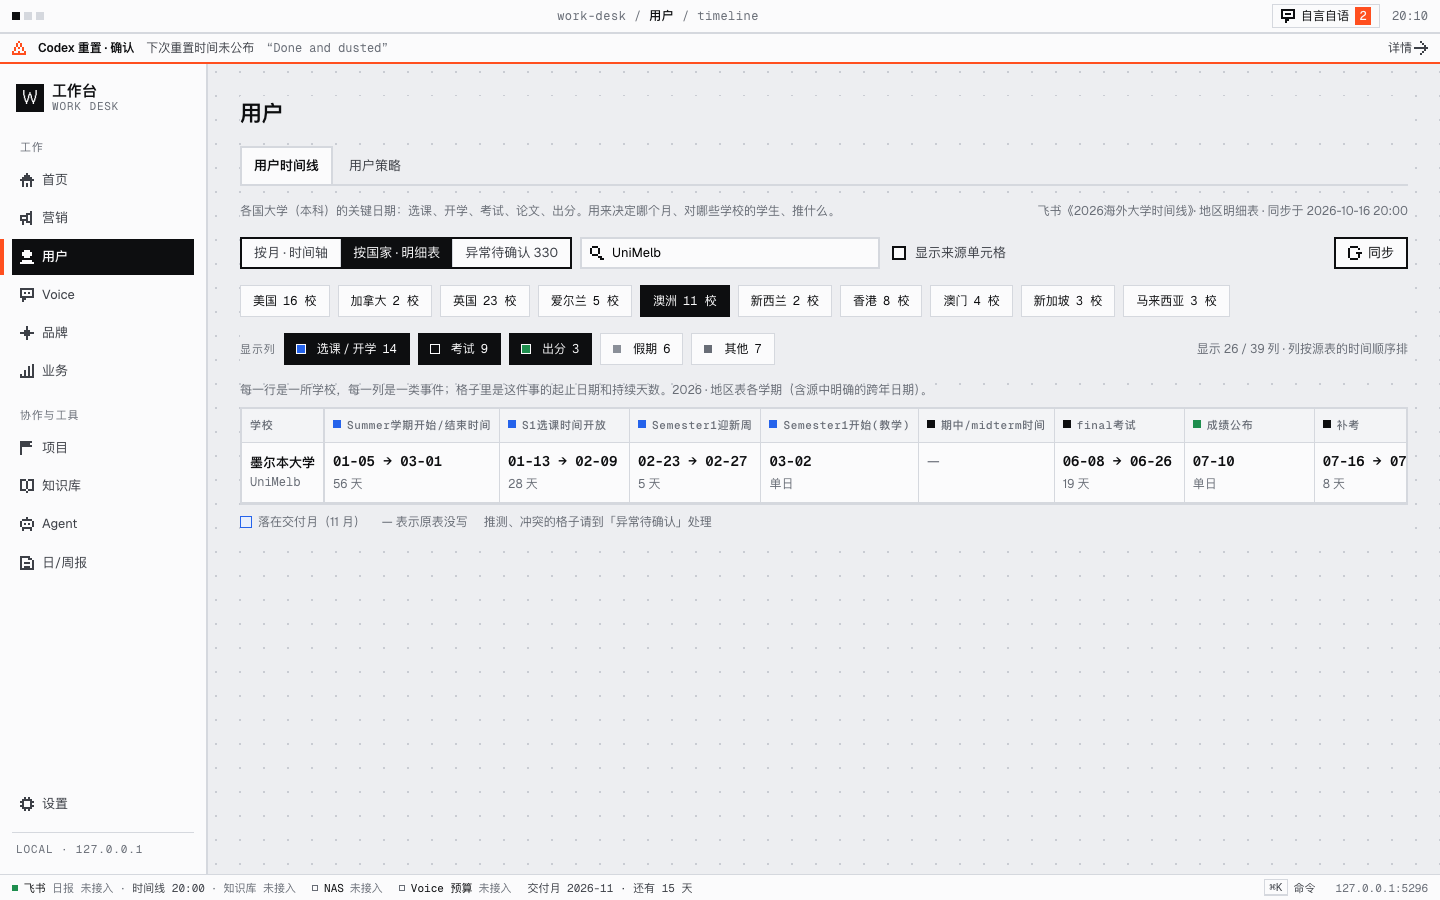 work-desk / 用户 / timeline
自言自语 2
20:10
Codex 重置 · 确认 下次重置时间未公布 “Done and dusted”
详情
W 工作台
WORK DESK
工作
首页
营销
用户
Voice
品牌
业务
协作与工具
项目
知识库
Agent
日/周报
设置
LOCAL · 127.0.0.1
用户
用户时间线 用户策略
各国大学（本科）的关键日期：选课、开学、考试、论文、出分。用来决定哪个月、对哪些学校的学生、推什么。
飞书《2026海外大学时间线》· 地区明细表 · 同步于 2026-10-16 20:00
按月 · 时间轴 按国家 · 明细表 异常待确认 330 UniMelb 显示来源单元格 同步
美国 16 校 加拿大 2 校 英国 23 校 爱尔兰 5 校 澳洲 11 校 新西兰 2 校 香港 8 校 澳门 4 校 新加坡 3 校 马来西亚 3 校
显示列 选课 / 开学 14 考试 9 出分 3 假期 6 其他 7 显示 26 / 39 列 · 列按源表的时间顺序排
每一行是一所学校，每一列是一类事件；格子里是这件事的起止日期和持续天数。2026 · 地区表各学期（含源中明确的跨年日期）。
学校 Summer学期开始/结束时间 S1选课时间开放 Semester1迎新周 Semester1开始(教学) 期中/midterm时间 final考试 成绩公布 补考
墨尔本大学 01-05 → 03-01 01-13 → 02-09 02-23 → 02-27 03-02 — 06-08 → 06-26 07-10 07-16 → 07
UniMelb 56 天 28 天 5 天 单日 19 天 单日 8 天
落在交付月（11 月） — 表示原表没写 推测、冲突的格子请到「异常待确认」处理
飞书 日报 未接入 · 时间线 20:00 · 知识库 未接入 NAS 未接入 Voice 预算 未接入 交付月 2026-11 · 还有 15 天
⌘K 命令 127.0.0.1:5296